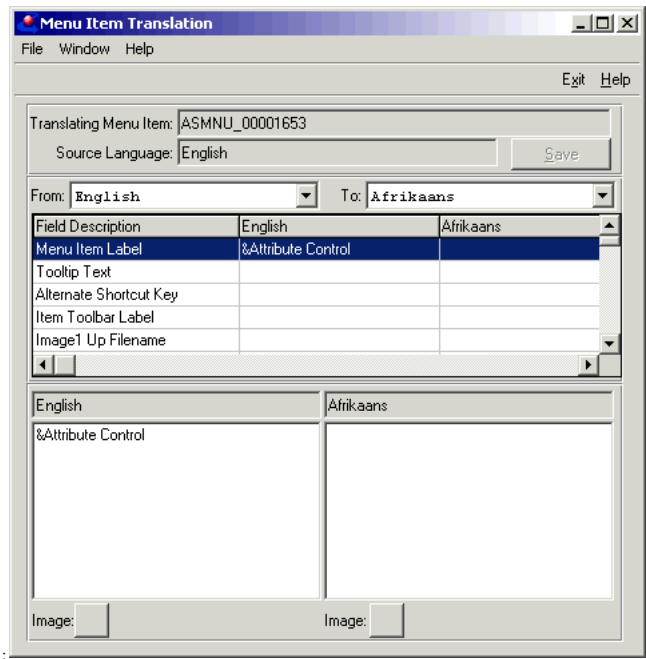 Menu Item Translation
File Window Help
Exit Help
Translating Menu Item: ASMNU_00001653
Source Language: English Save
From: English To: Afrikaans
Field Description English Afrikaans
Menu Item Label &Attribute Control
Tooltip Text
Alternate Shortcut Key
Item Toolbar Label
Image1 Up Filename
English Afrikaans
&Attribute Control
Image: Image:
: